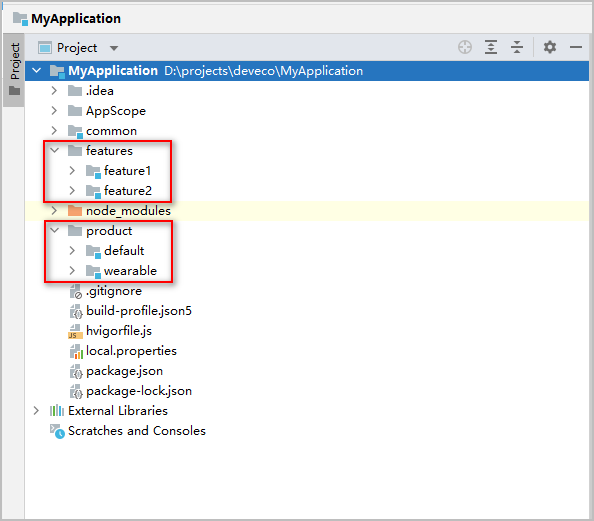 MyApplication
Project
Project
MyApplication D:\projects\deveco\MyApplication
.idea
AppScope
common
features
feature1
feature2
node_modules
product
default
wearable
.gitignore
build-profile.json5
hvigorfile.js
local.properties
package.json
package-lock.json
External Libraries
Scratches and Consoles